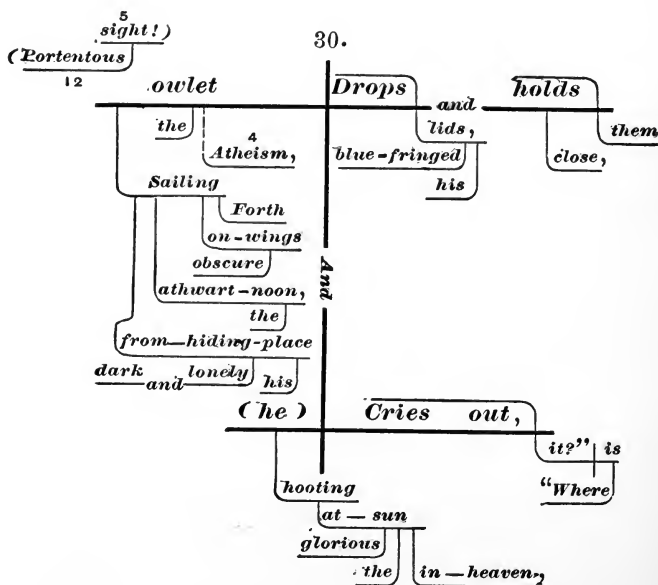 5
sight!)
30.
(Portentous
12
owlet Drops and holds
the lids, them
4
Atheism, blue-fringed close,
his
Sailing
Forth
on-wings
obscure
And
athwart-noon,
the
from-hiding-place
dark and lonely his
(he) Cries out,
it?" is
hooting "Where
at-sun
glorious
the in-heaven,